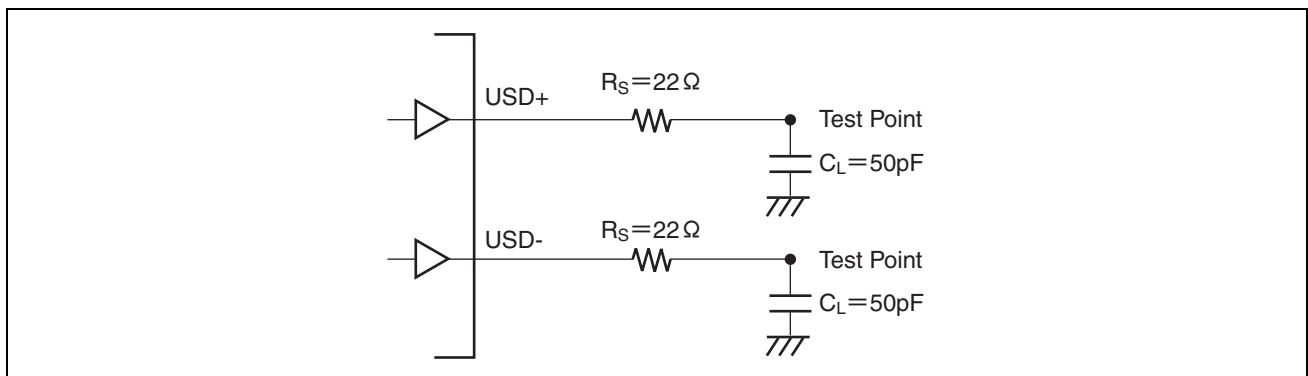 USD+
RS=22Ω
Test Point
CL=50pF
USD-
RS=22Ω
Test Point
CL=50pF